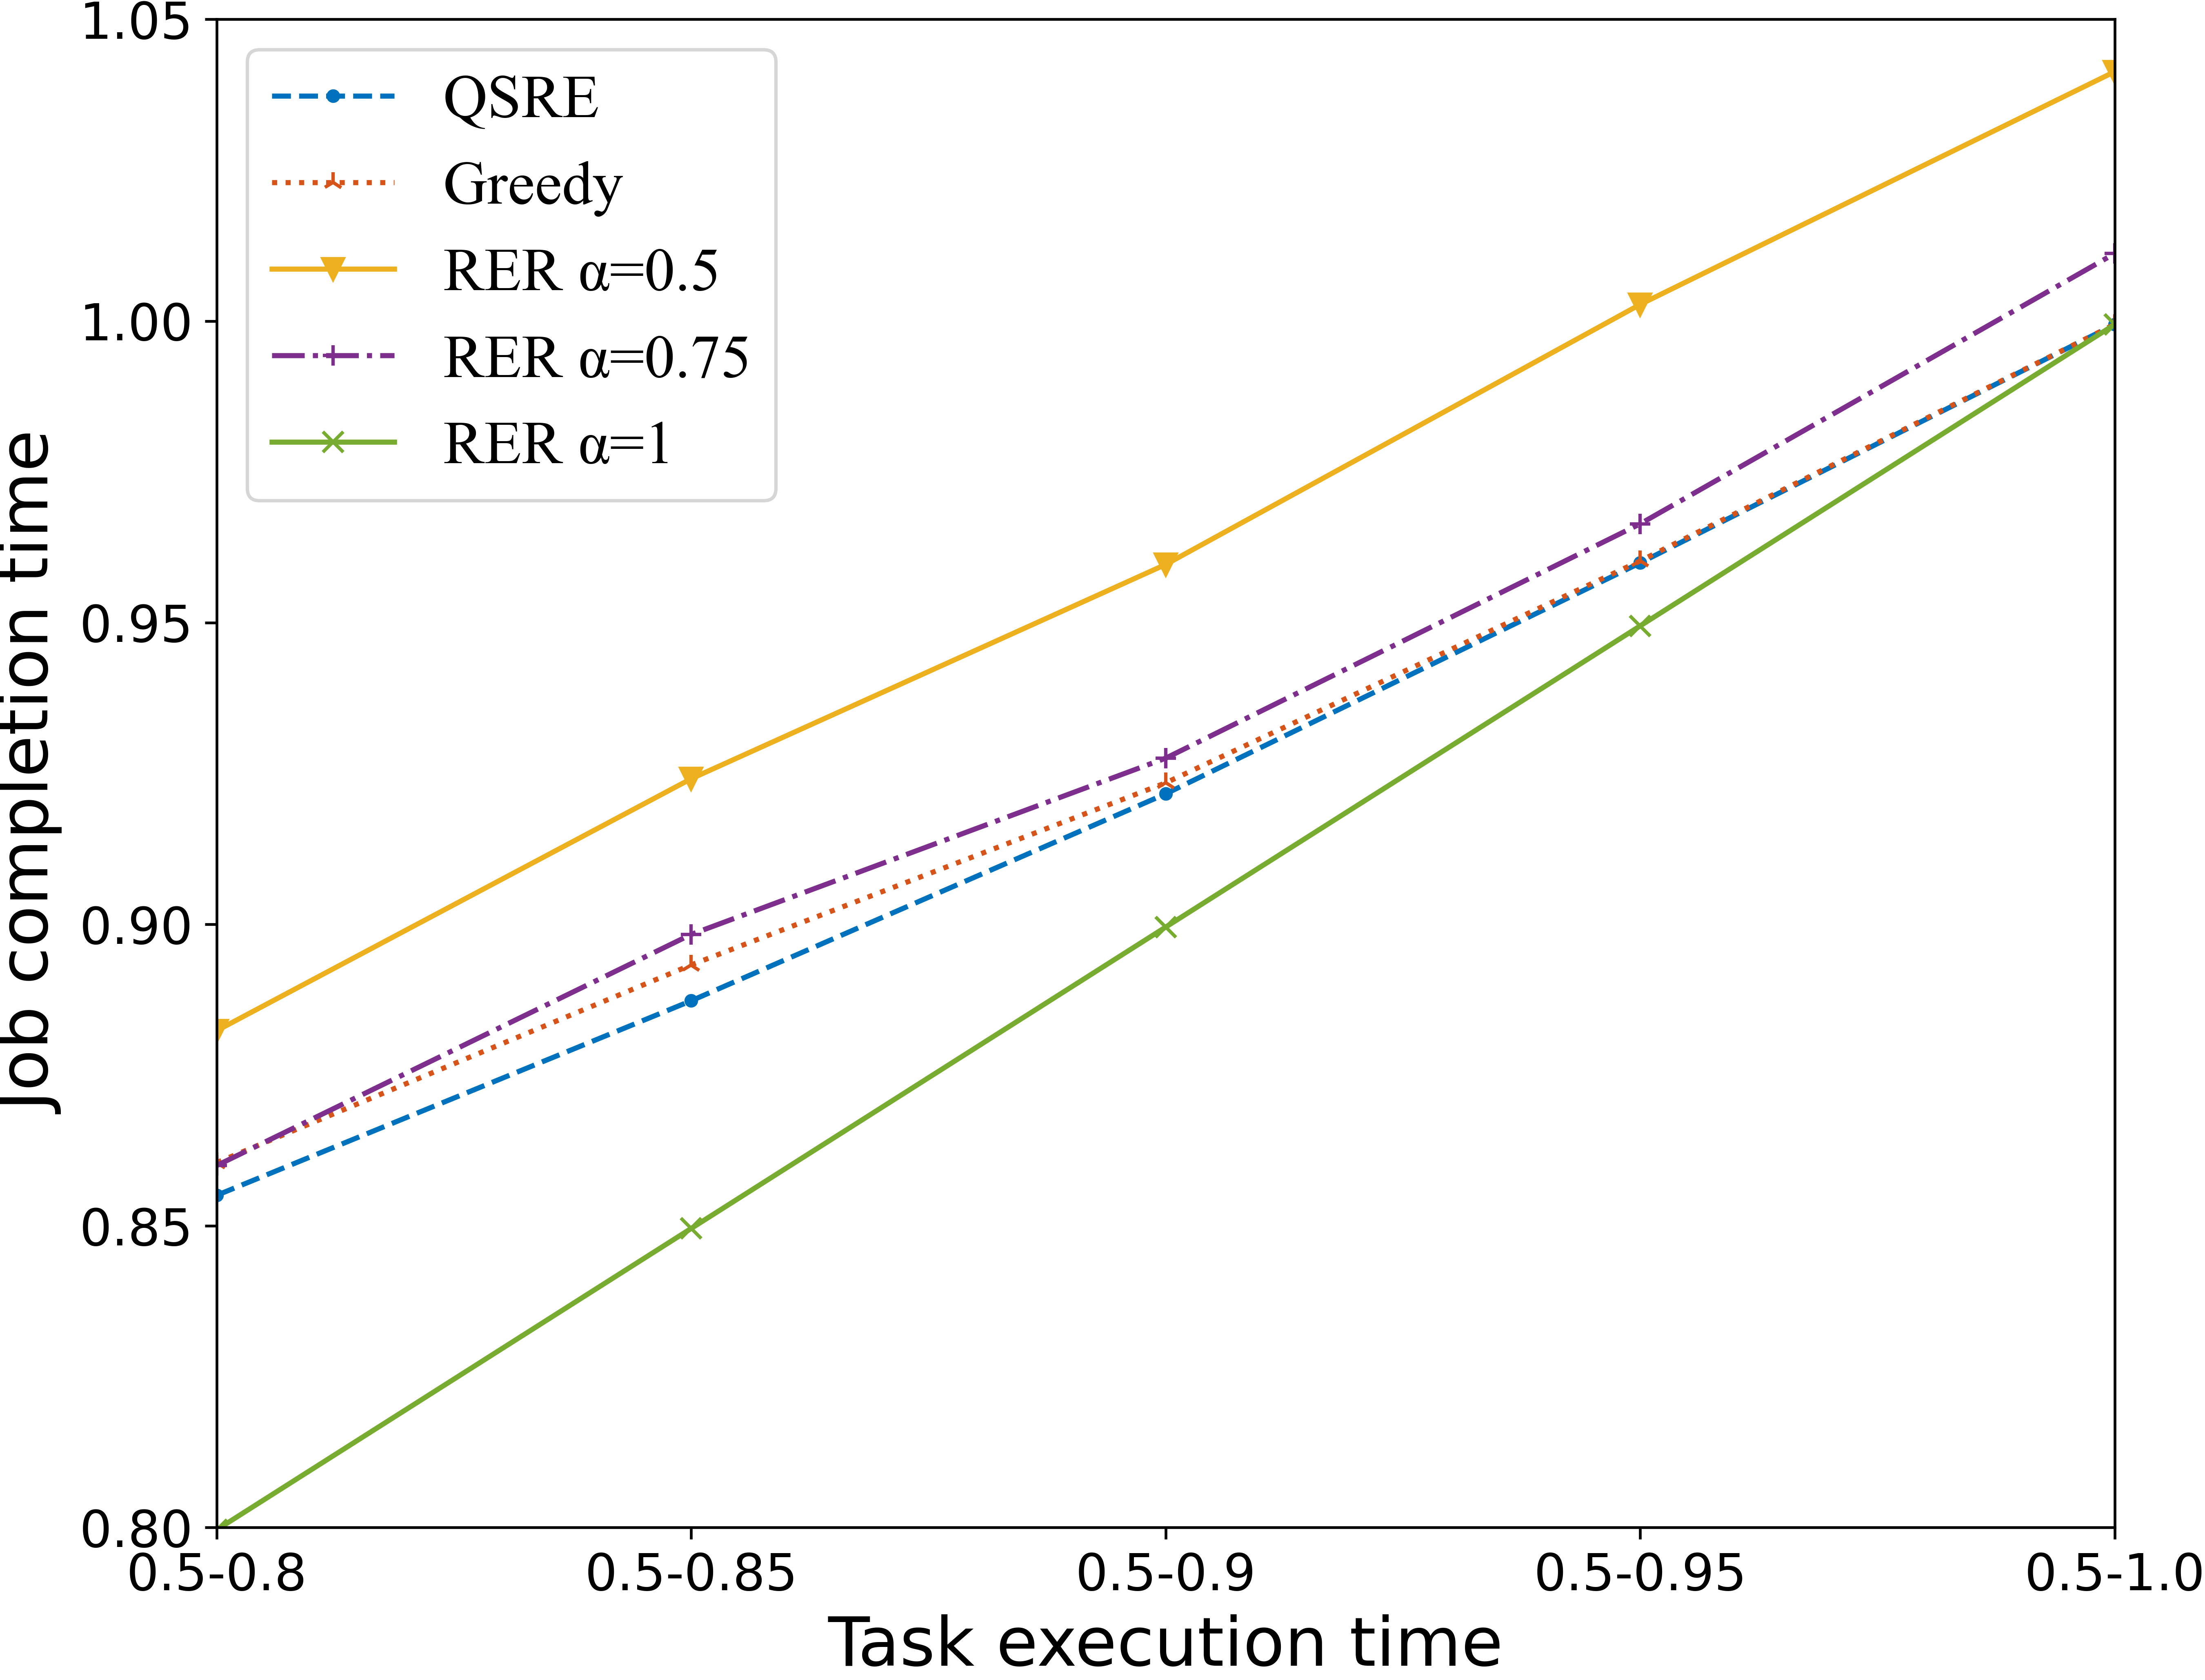 1.05
1.00
0.95
0.90
0.85
0.80
Job completion time
QSRE
Greedy
RER α=0.5
RER α=0.75
RER α=1
0.5-0.8
0.5-0.85
0.5-0.9
0.5-0.95
0.5-1.0
Task execution time